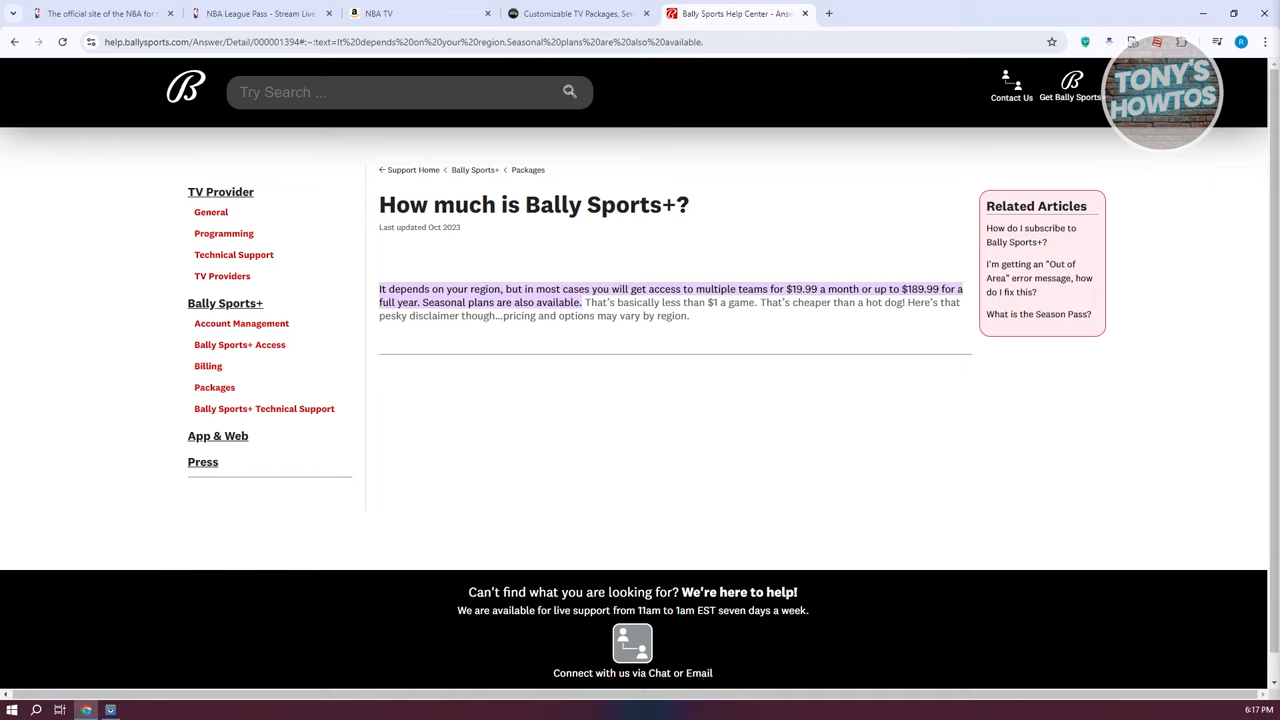 The official site of the NBA for
NBA League Pass - Stream Live
NBA TV
Customizable TV Packages, Ser
Bally Sports Help Center - Answ
help.ballysports.com/Answer/Detail/000001394#:~:text=It%20depends%20on%20your%20region.Seasonal%20plans%20are%20also%20available.
B
Try Search ...
Contact Us
Get Bally Sports
TONY'S
HOWTOS
Support Home
Bally Sports+
Packages
TV Provider
General
Programming
Technical Support
TV Providers
Bally Sports+
Account Management
Bally Sports+ Access
Billing
Packages
Bally Sports+ Technical Support
App & Web
Press
How much is Bally Sports+?
Last updated Oct 2023
It depends on your region, but in most cases you will get access to multiple teams for $19.99 a month or up to $189.99 for a
full year. Seasonal plans are also available. That's basically less than $1 a game. That's cheaper than a hot dog! Here's that
pesky disclaimer though...pricing and options may vary by region.
Related Articles
How do I subscribe to
Bally Sports+?
I'm getting an "Out of
Area" error message, how
do I fix this?
What is the Season Pass?
Can't find what you are looking for? We're here to help!
We are available for live support from 11am to 1am EST seven days a week.
Connect with us via Chat or Email
6:17 PM